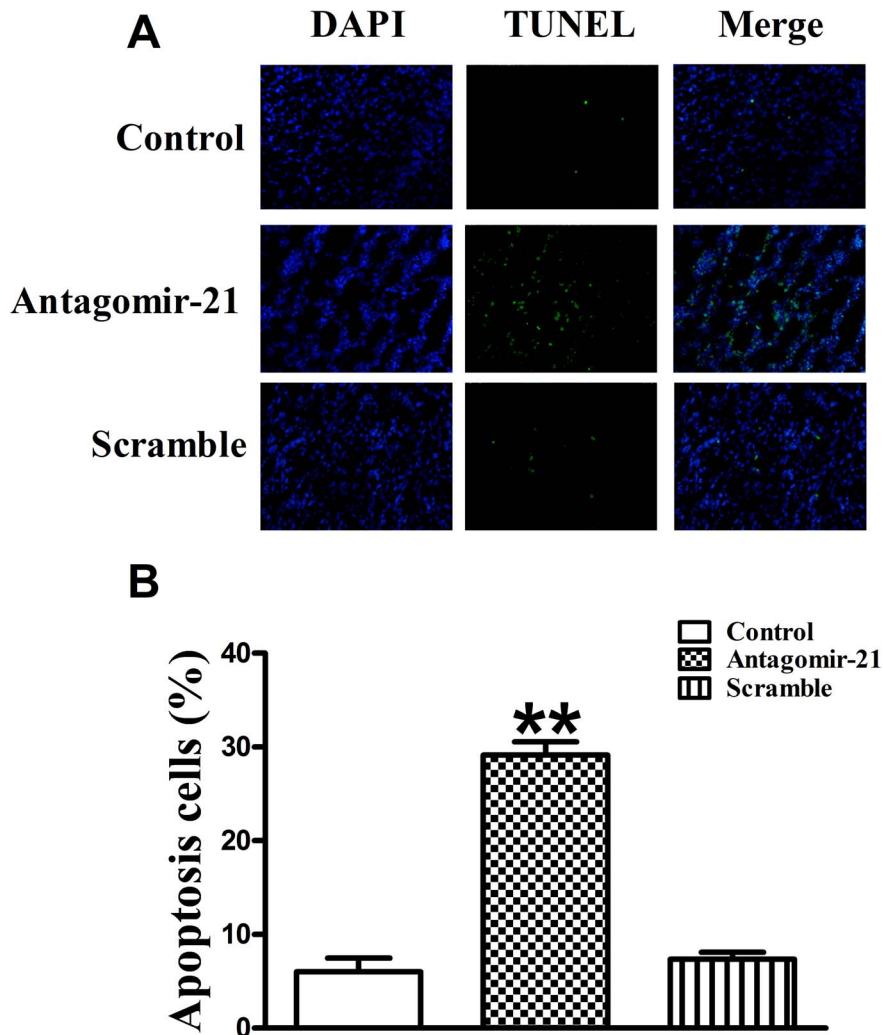 A
DAPI TUNEL Merge
Control
Antagomir-21
Scramble
B
Control
Antagomir-21
Scramble
Apoptosis cells (%)
40
30
20
10
0
**